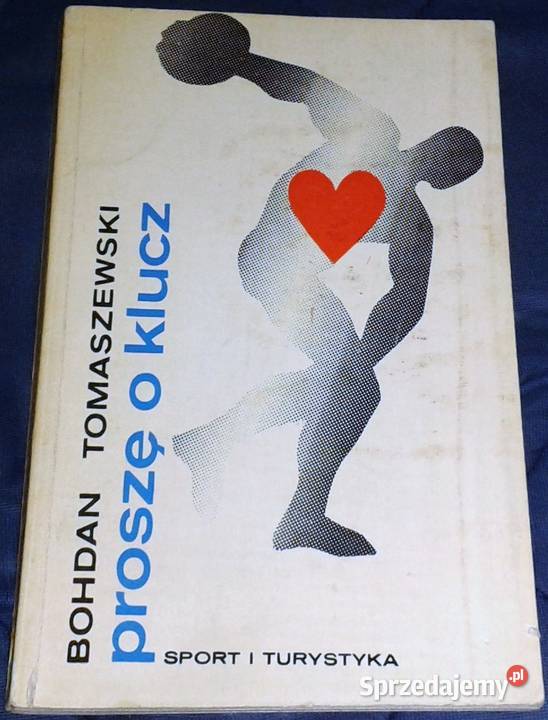 BOHDAN TOMASZEWSKI
proszę o klucz
SPORT I TURYSTYKA
Sprzedajemy.pl